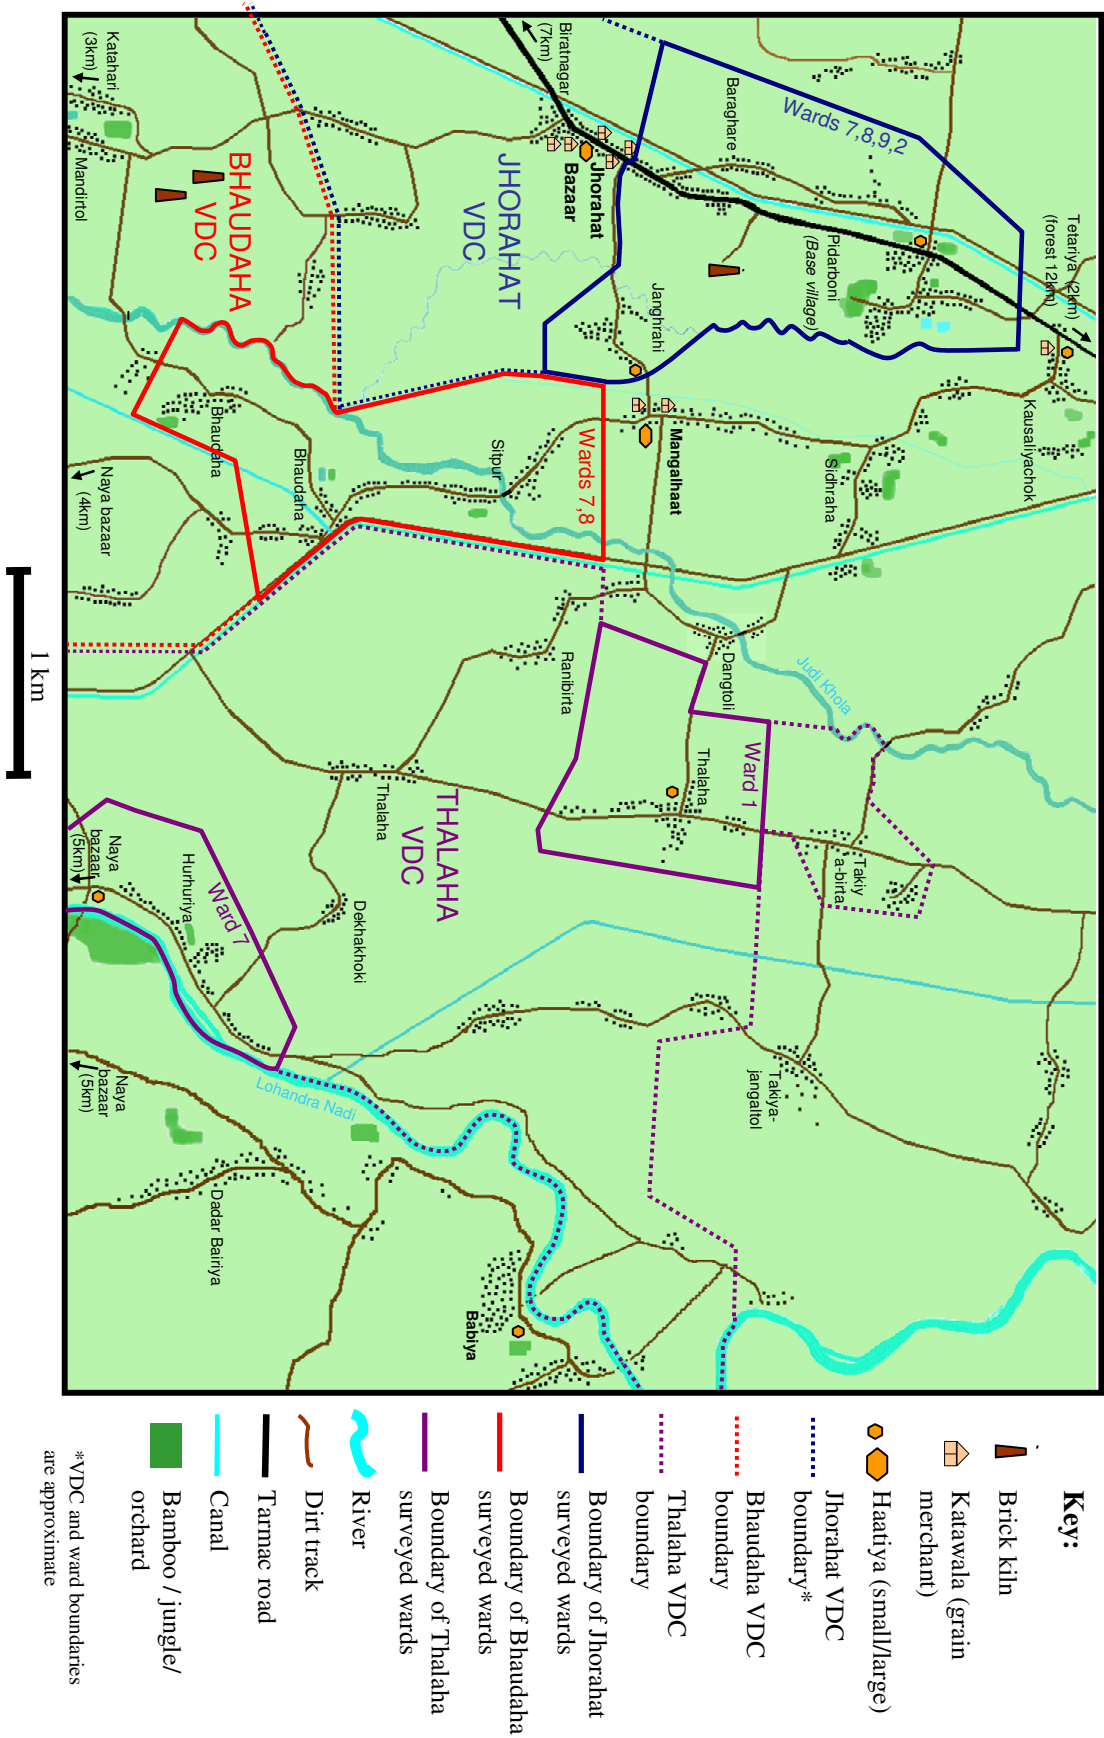 Wards 7,8,9,2
Tetariya (2km)
(forest 12km)
Biratnagar
(7km)
Baraghare
Jhorahat
Bazaar
Pidarboni
(Base village)
Katahari
(3km)
Mandirtol
BHAUDAHA
VDC
JHORAHAT
VDC
Janghrahi
Kausaliyachok
Mangalhaat
Sidhraha
Wards 7,8
Sitpur
Bhaudaha
Bhaudaha
Naya bazaar
(4km)
Judi Khola
Dangtoli
Ranibirta
Ward 1
Thalaha
Thalaha
THALAHA
VDC
Takiy
a-birta
Naya
bazaar
(5km)
Hurhuriya
Ward 7
Dekhakhoki
Takiya-
jangaltol
Lohandra Nadi
Naya
bazaar
(5km)
Dadar Bairiya
Babiya
1 km
Key:
Brick kiln
Katawala (grain
merchant)
Haatiya (small/large)
Jhorahat VDC
boundary*
Bhaudaha VDC
boundary
Thalaha VDC
boundary
Boundary of Jhorahat
surveyed wards
Boundary of Bhaudaha
surveyed wards
Boundary of Thalaha
surveyed wards
River
Dirt track
Tarmac road
Canal
Bamboo / jungle/
orchard
*VDC and ward boundaries
are approximate